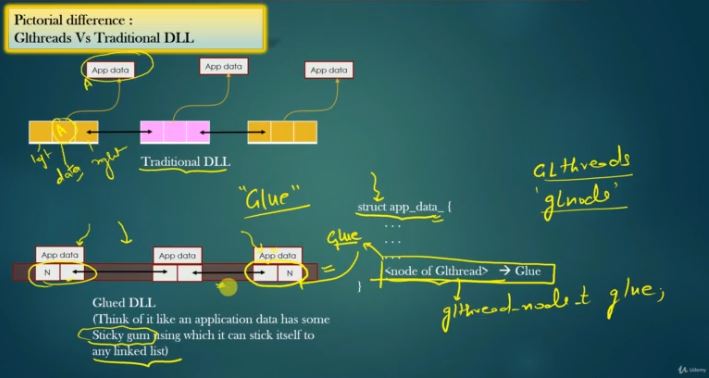 Pictorial difference :
Glthreads Vs Traditional DLL
App data
App data
App data
A
A
left
data
right
Traditional DLL
GLthreads
'glnode'
"Glue"
struct app_data_ {
. . .
. . .
. . .
Glue
<node of Glthread> → Glue
}
glthread_node_t glue;
App data
App data
App data
N
N
=
Glued DLL
(Think of it like an application data has some
Sticky gum using which it can stick itself to
any linked list)
Udemy